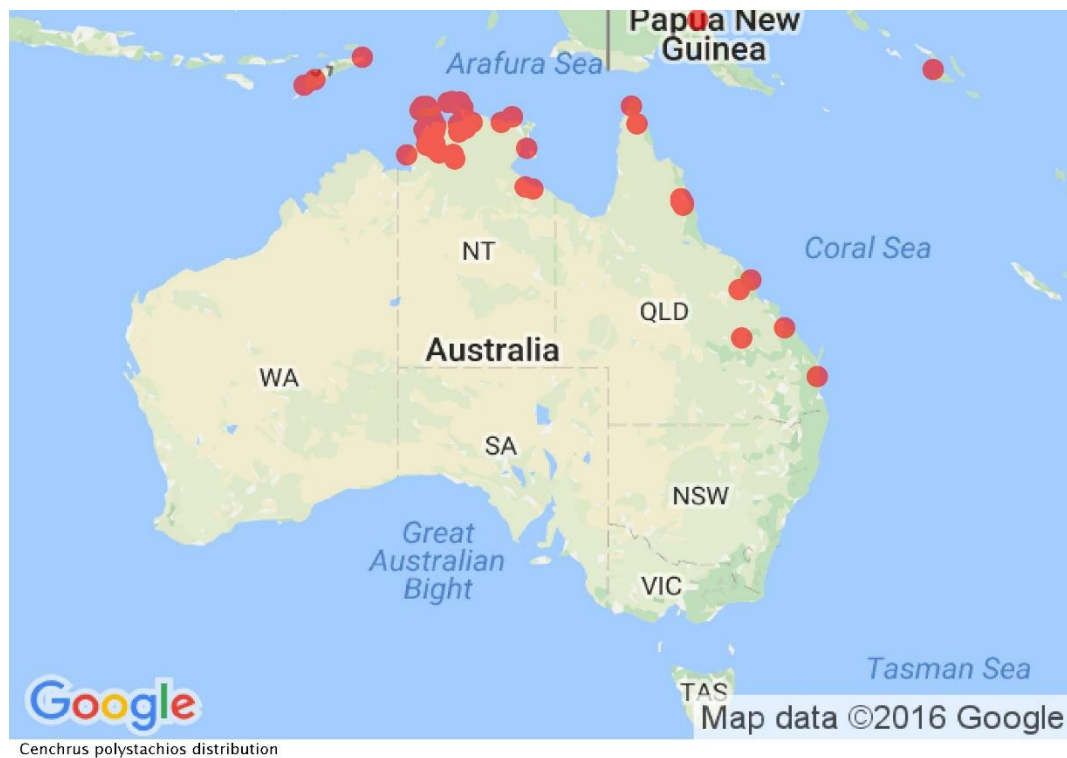 Papua New
Guinea
Arafura Sea
Coral Sea
NT
QLD
Australia
WA
SA
NSW
Great
Australian
Bight
VIC
Tasman Sea
TAS
Google
Map data ©2016 Google
Cenchrus polystachios distribution